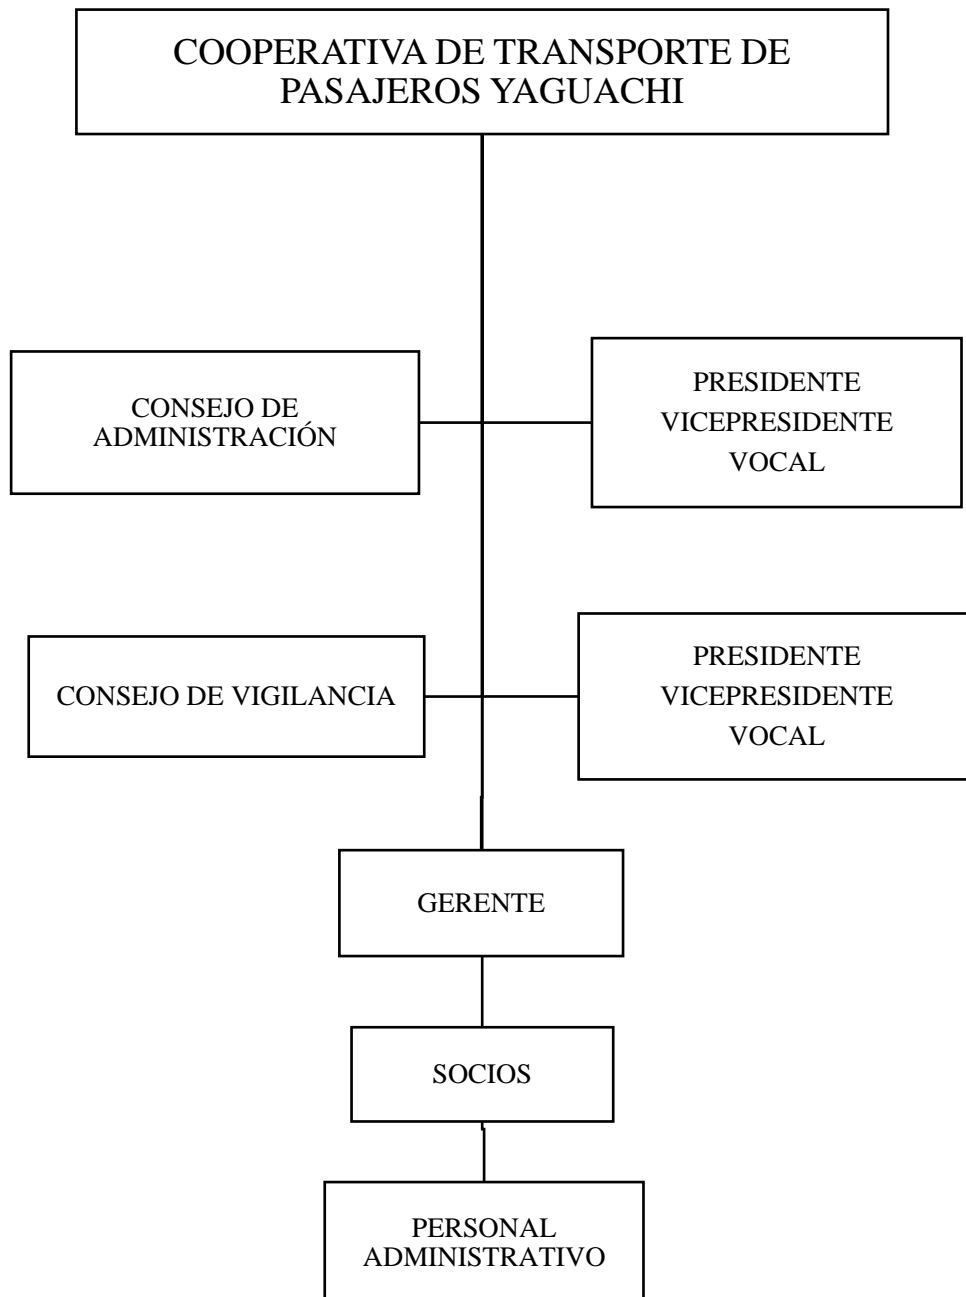 COOPERATIVA DE TRANSPORTE DE
PASAJEROS YAGUACHI
CONSEJO DE
ADMINISTRACIÓN
PRESIDENTE
VICEPRESIDENTE
VOCAL
CONSEJO DE VIGILANCIA
PRESIDENTE
VICEPRESIDENTE
VOCAL
GERENTE
SOCIOS
PERSONAL
ADMINISTRATIVO